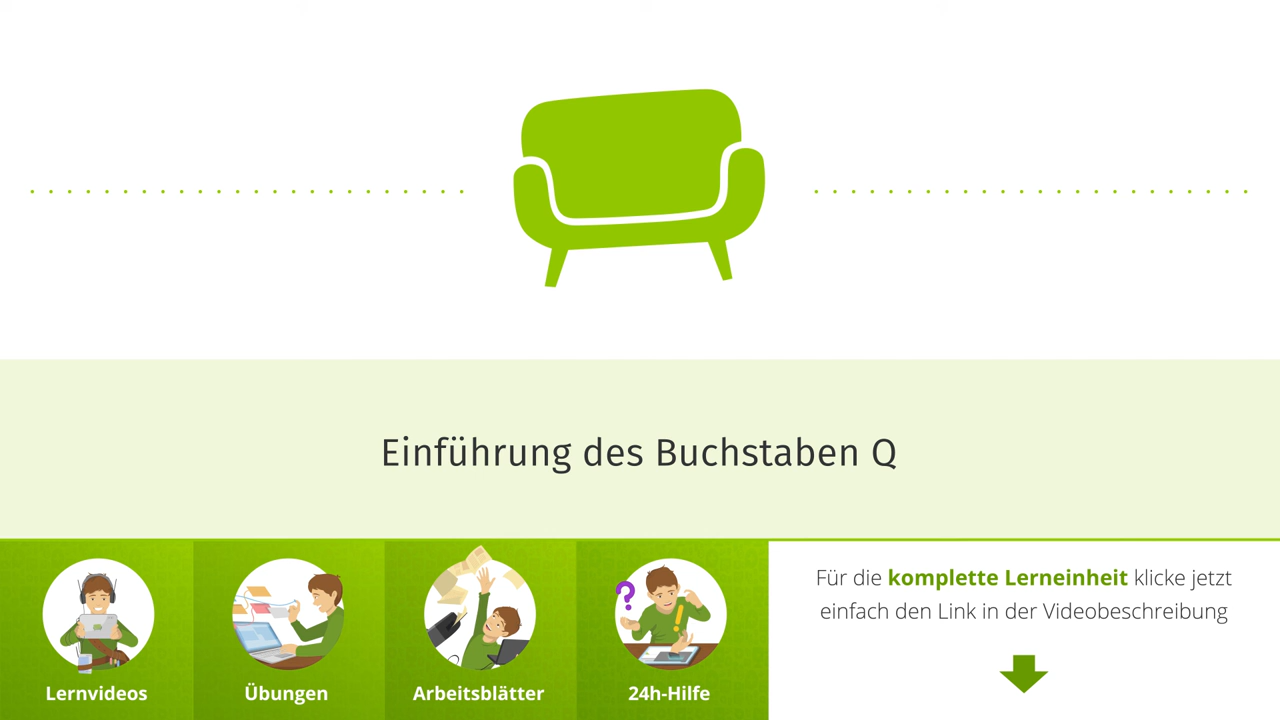 Einführung des Buchstaben Q
Lernvideos
Übungen
Arbeitsblätter
24h-Hilfe
Für die komplette Lerneinheit klicke jetzt
einfach den Link in der Videobeschreibung